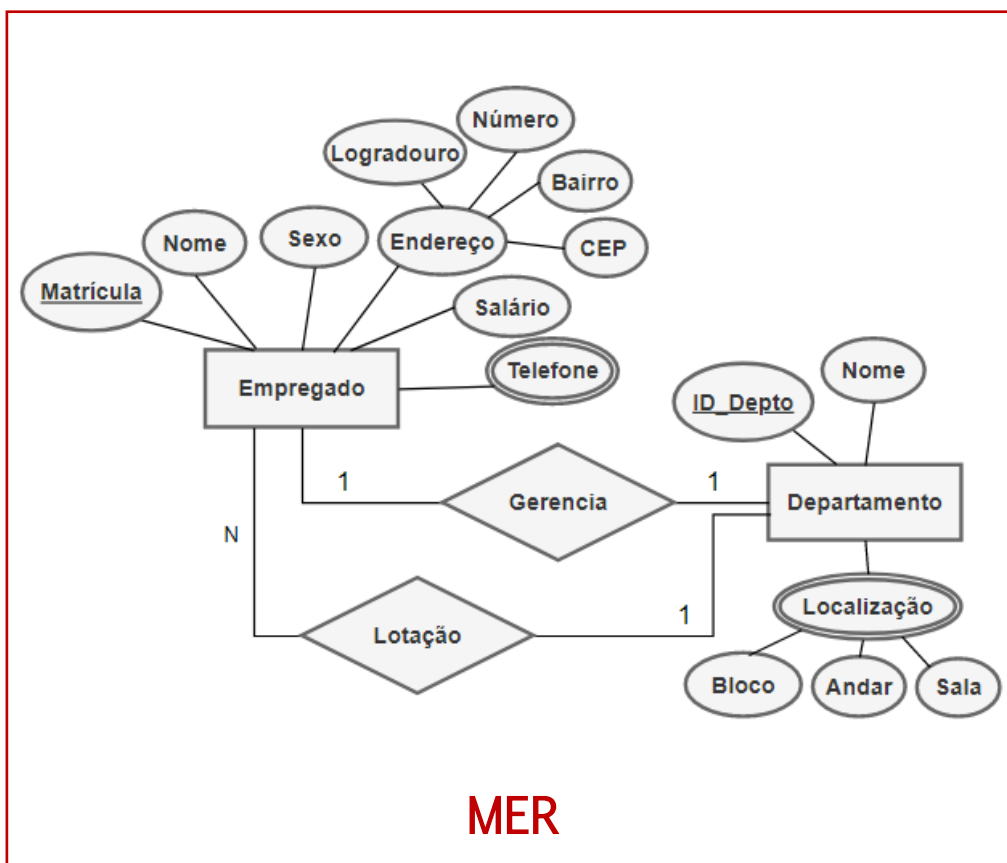 Número
Logradouro
Bairro
Nome
Sexo
Endereço
CEP
Matrícula
Salário
Empregado
Telefone
Nome
ID_Depto
1
Gerencia
1
Departamento
N
Lotação
1
Localização
Bloco
Andar
Sala
MER